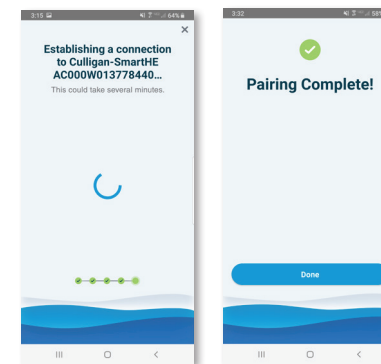 3:15
64%
Establishing a connection
to Culligan-SmartHE
AC000W013778440...
This could take several minutes.
3:32
58%
Pairing Complete!
Done